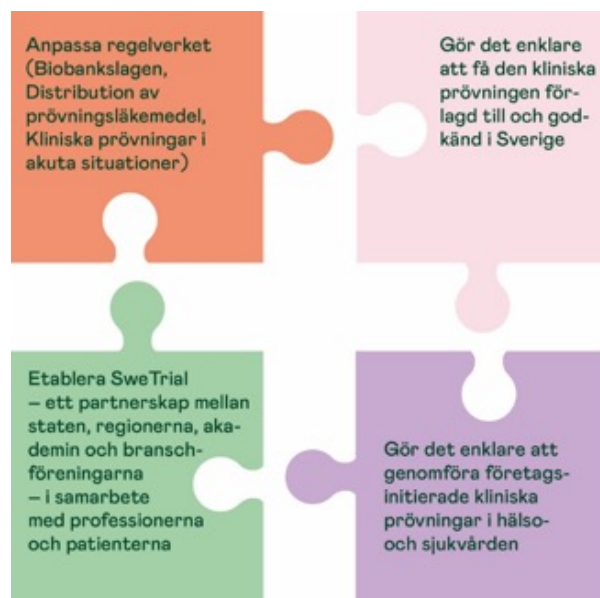 Anpassa regelverket
(Biobankslagen,
Distribution av
prövningsläkemedel,
Kliniska prövningar i
akuta situationer)
Gör det enklare
att få den kliniska
prövningen för-
lagd till och god-
känd i Sverige
Etablera SweTrial
– ett partnerskap mellan
staten, regionerna, aka-
demin och bransch-
föreningarna
– i samarbete
med professionerna
och patienterna
Gör det enklare att
genomföra företags-
initierade kliniska
prövningar i hälso-
och sjukvården